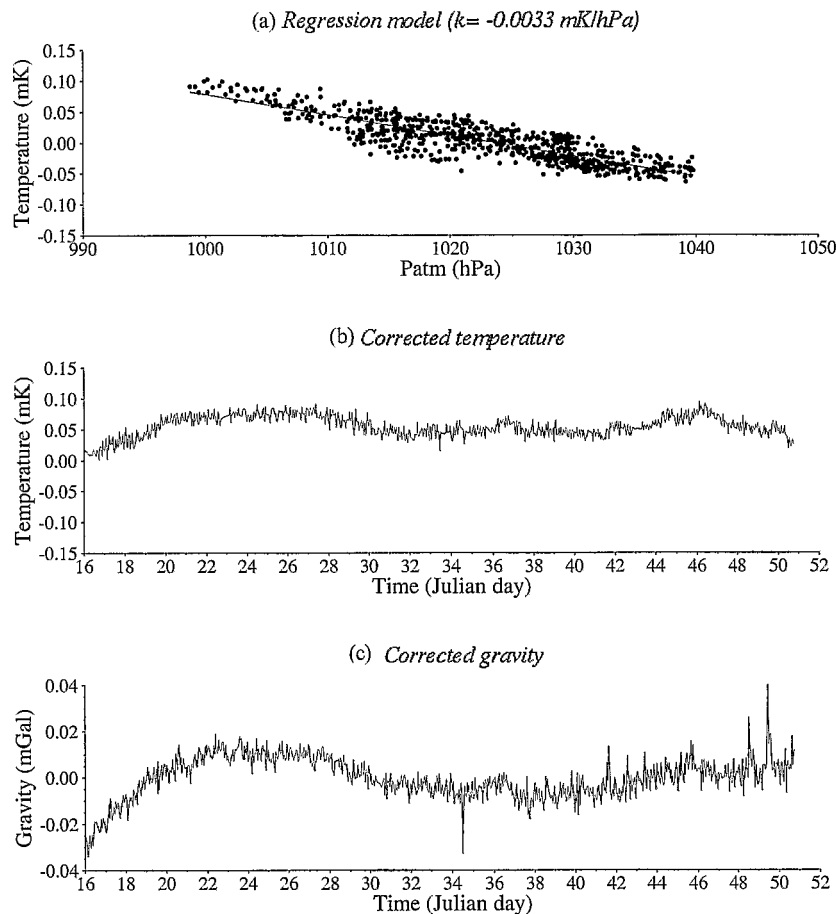 (a) Regression model (k= -0.0033 mK/hPa)
0.15
0.10
0.05
0.00
-0.05
-0.10
-0.15
Temperature (mK)
990 1000 1010 1020 1030 1040 1050
Patm (hPa)
(b) Corrected temperature
0.15
0.10
0.05
0.00
-0.05
-0.10
-0.15
Temperature (mK)
16 18 20 22 24 26 28 30 32 34 36 38 40 42 44 46 48 50 52
Time (Julian day)
(c) Corrected gravity
0.04
0.02
0.00
-0.02
-0.04
Gravity (mGal)
16 18 20 22 24 26 28 30 32 34 36 38 40 42 44 46 48 50 52
Time (Julian day)